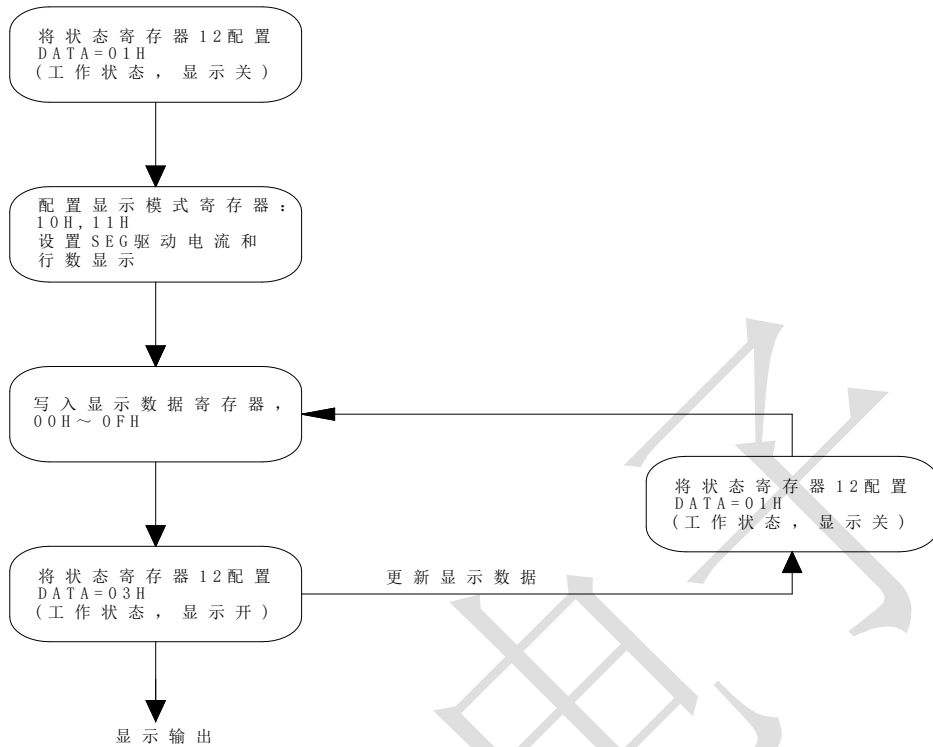 将状态寄存器12配置
DATA=01H
(工作状态，显示关)
配置显示模式寄存器：
10H,11H
设置SEG驱动电流和
行数显示
写入显示数据寄存器，
00H～0FH
将状态寄存器12配置
DATA=01H
(工作状态，显示关)
将状态寄存器12配置
DATA=03H
(工作状态，显示开)
更新显示数据
显示输出